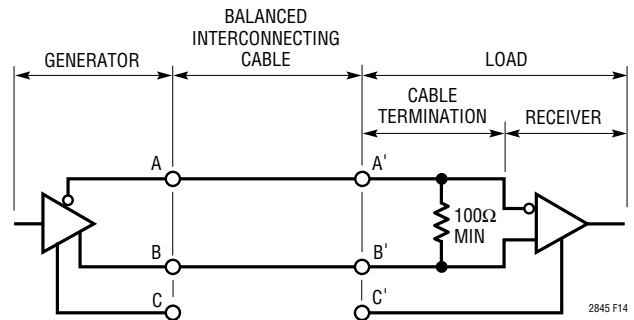 BALANCED
INTERCONNECTING
CABLE
GENERATOR
LOAD
CABLE
TERMINATION
RECEIVER
A
A'
100Ω
MIN
B
B'
C
C'
2845 F14